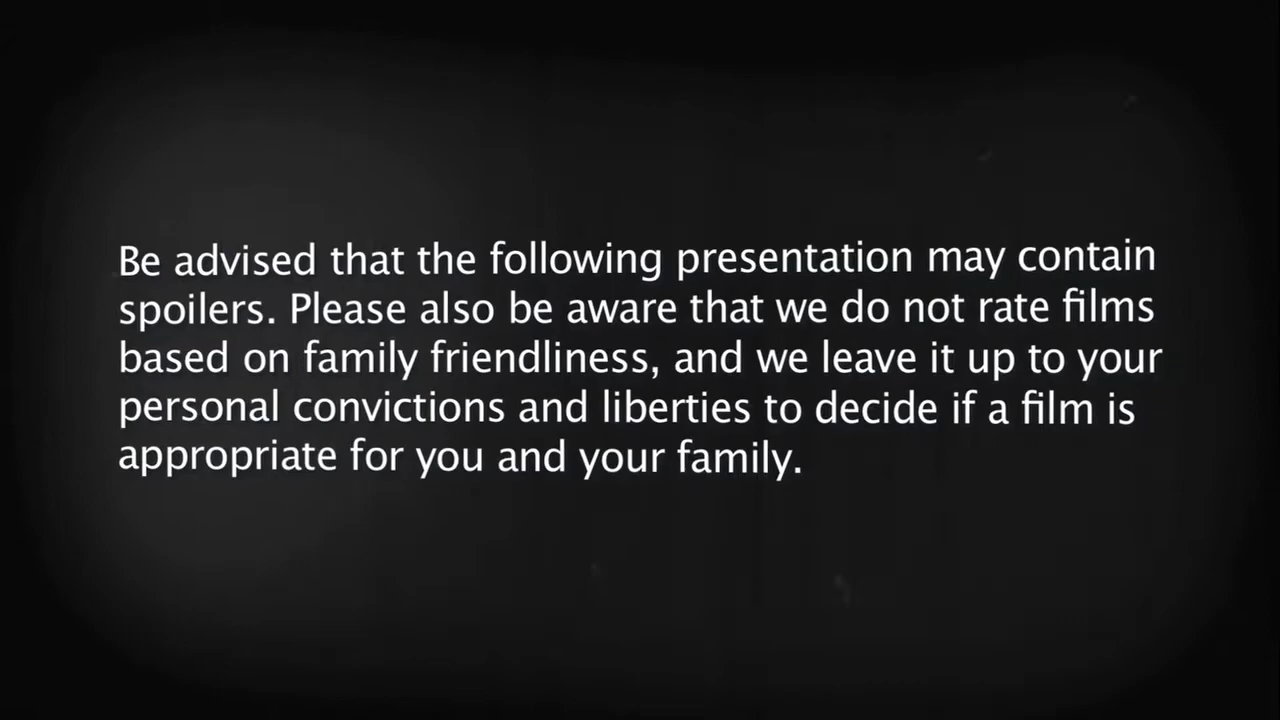 Be advised that the following presentation may contain
spoilers. Please also be aware that we do not rate films
based on family friendliness, and we leave it up to your
personal convictions and liberties to decide if a film is
appropriate for you and your family.